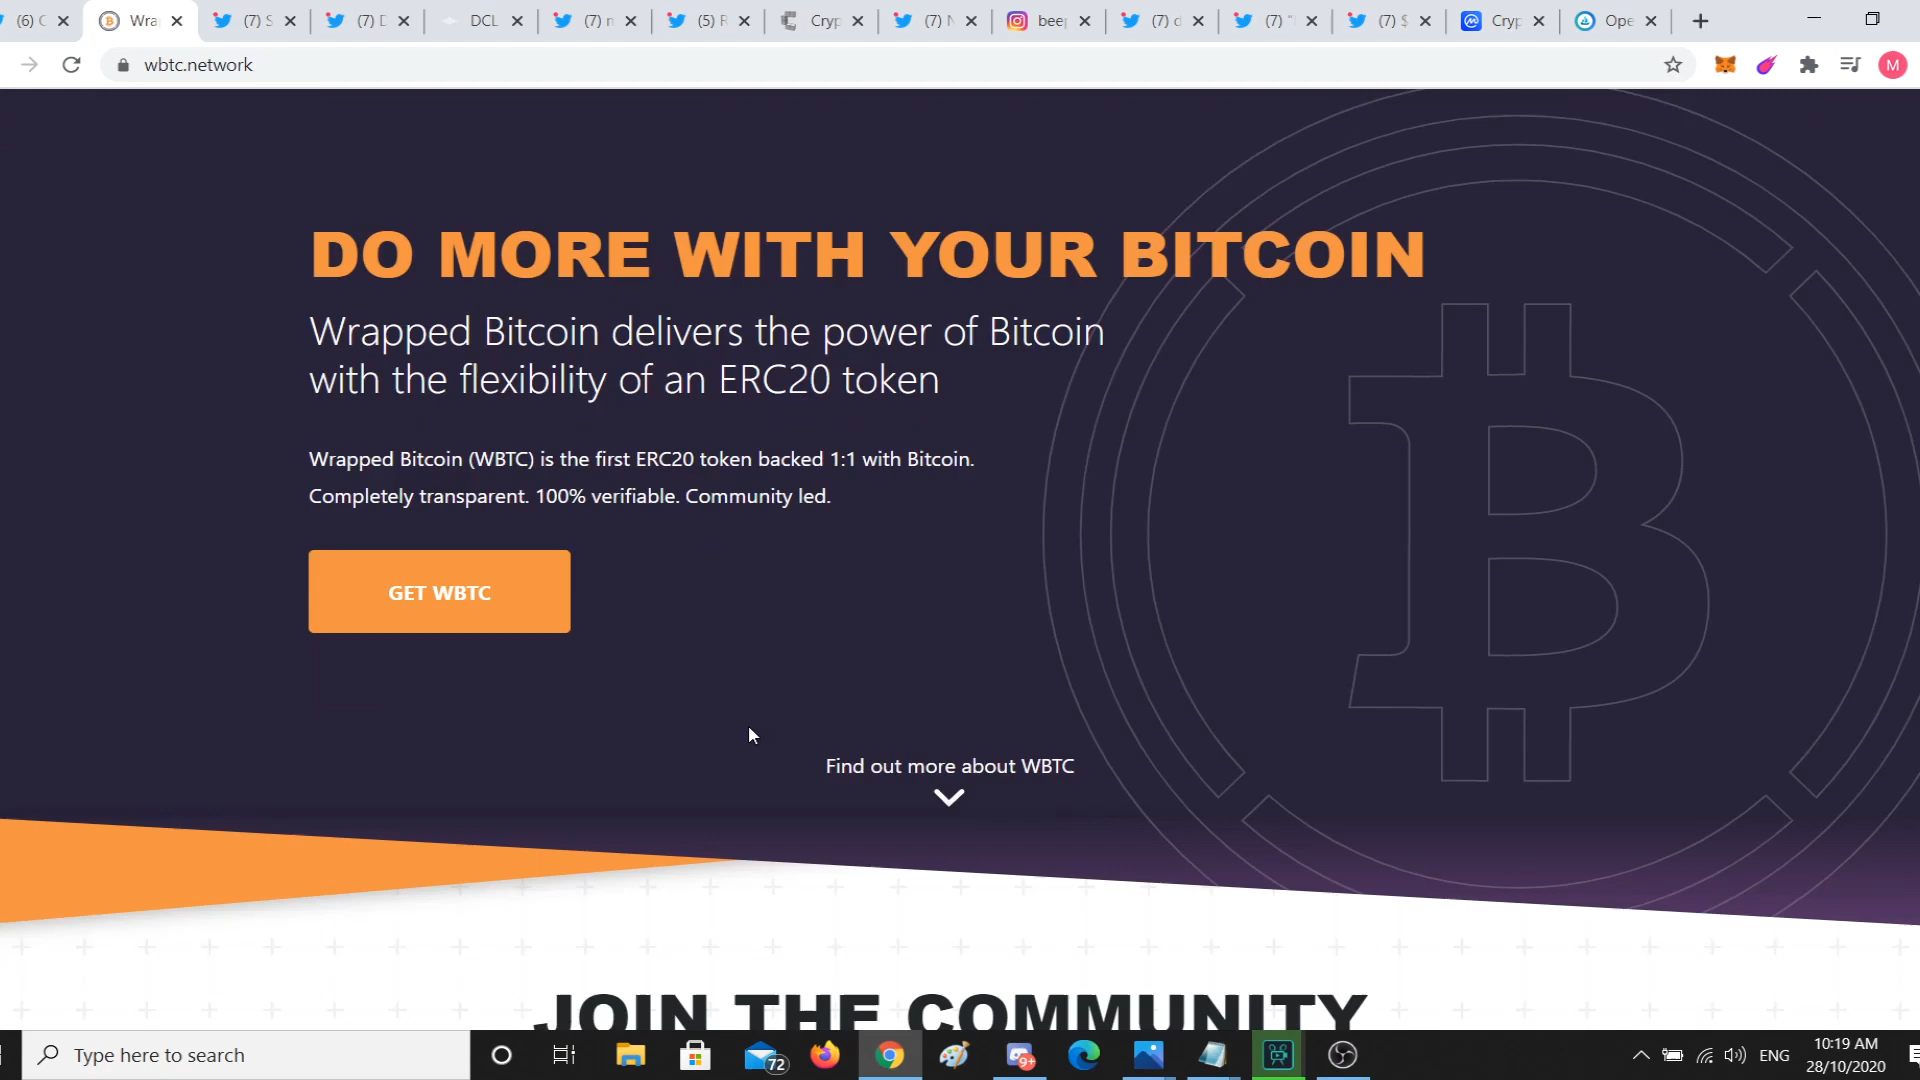 (6) C
Wra
(7) S
(7) D
DCL
(7) n
(5) R
Cryp
(7) N
beep
(7) d
(7) "
(7) $
Cryp
Ope
wbtc.network
M
DO MORE WITH YOUR BITCOIN
Wrapped Bitcoin delivers the power of Bitcoin
with the flexibility of an ERC20 token
Wrapped Bitcoin (WBTC) is the first ERC20 token backed 1:1 with Bitcoin.
Completely transparent. 100% verifiable. Community led.
GET WBTC
Find out more about WBTC
JOIN THE COMMUNITY
Type here to search
72
9+
ENG
10:19 AM
28/10/2020